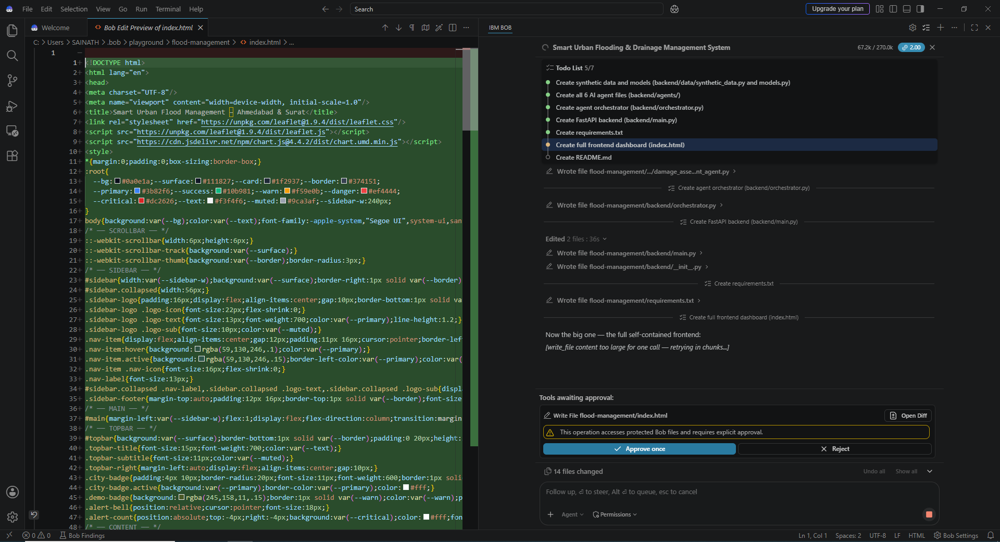 File Edit Selection View Go Run Terminal Help
Search
Upgrade your plan
Welcome
Bob Edit Preview of index.html
C: > Users > SAINATH > .bob > playground > flood-management > index.html > ...
1 −
1+ <!DOCTYPE html>
2+ <html lang="en">
3+ <head>
4+ <meta charset="UTF-8"/>
5+ <meta name="viewport" content="width=device-width, initial-scale=1.0"/>
6+ <title>Smart Urban Flood Management – Ahmedabad & Surat</title>
7+ <link rel="stylesheet" href="https://unpkg.com/leaflet@1.9.4/dist/leaflet.css"/>
8+ <script src="https://unpkg.com/leaflet@1.9.4/dist/leaflet.js"></script>
9+ <script src="https://cdn.jsdelivr.net/npm/chart.js@4.4.2/dist/chart.umd.min.js"></script>
10+ <style>
11+ *{margin:0;padding:0;box-sizing:border-box;}
12+ :root{
13+ --bg:#0a0e1a;--surface:#111827;--card:#1f2937;--border:#374151;
14+ --primary:#3b82f6;--success:#10b981;--warn:#f59e0b;--danger:#ef4444;
15+ --critical:#dc2626;--text:#f3f4f6;--muted:#9ca3af;--sidebar-w:240px;
16+ }
17+ body{background:var(--bg);color:var(--text);font-family:-apple-system,"Segoe UI",system-ui,san
18+ /* ── SCROLLBAR ── */
19+ ::-webkit-scrollbar{width:6px;height:6px;}
20+ ::-webkit-scrollbar-track{background:var(--surface);}
21+ ::-webkit-scrollbar-thumb{background:var(--border);border-radius:3px;}
22+ /* ── SIDEBAR ── */
23+ #sidebar{width:var(--sidebar-w);background:var(--surface);border-right:1px solid var(--border)
24+ #sidebar.collapsed{width:56px;}
25+ .sidebar-logo{padding:16px;display:flex;align-items:center;gap:10px;border-bottom:1px solid va
26+ .sidebar-logo .logo-icon{font-size:22px;flex-shrink:0;}
27+ .sidebar-logo .logo-text{font-size:13px;font-weight:700;color:var(--primary);line-height:1.2;}
28+ .sidebar-logo .logo-sub{font-size:10px;color:var(--muted);}
29+ .nav-item{display:flex;align-items:center;gap:12px;padding:11px 16px;cursor:pointer;border-lef
30+ .nav-item:hover{background:rgba(59,130,246,.1);color:var(--primary);}
31+ .nav-item.active{background:rgba(59,130,246,.15);border-left-color:var(--primary);color:var(
32+ .nav-item .nav-icon{font-size:16px;flex-shrink:0;}
33+ .nav-label{font-size:13px;}
34+ #sidebar.collapsed .nav-label,.sidebar.collapsed .logo-text,.sidebar.collapsed .logo-sub{displ
35+ .sidebar-footer{margin-top:auto;padding:12px 16px;border-top:1px solid var(--border);font-size
36+ /* ── MAIN ── */
37+ #main{margin-left:var(--sidebar-w);flex:1;display:flex;flex-direction:column;transition:margin
38+ /* ── TOPBAR ── */
39+ #topbar{background:var(--surface);border-bottom:1px solid var(--border);padding:0 20px;height:
40+ .topbar-title{font-size:15px;font-weight:700;color:var(--text);}
41+ .topbar-subtitle{font-size:11px;color:var(--muted);}
42+ .topbar-right{margin-left:auto;display:flex;align-items:center;gap:10px;}
43+ .city-badge{padding:4px 10px;border-radius:20px;font-size:11px;font-weight:600;border:1px soli
44+ .city-badge.active{background:var(--primary);border-color:var(--primary);color:#fff;}
45+ .demo-badge{background:rgba(245,158,11,.15);border:1px solid var(--warn);color:var(--warn);p
46+ .alert-bell{position:relative;cursor:pointer;font-size:18px;}
47+ .alert-count{position:absolute;top:-4px;right:-4px;background:var(--critical);color:#fff;fon
48+ /* ── CONTENT ── */
IBM BOB
Smart Urban Flooding & Drainage Management System
67.2k / 270.0k 2.00
Todo List 5/7
Create synthetic data and models (backend/data/synthetic_data.py and models.py)
Create all 6 AI agent files (backend/agents/)
Create agent orchestrator (backend/orchestrator.py)
Create FastAPI backend (backend/main.py)
Create requirements.txt
Create full frontend dashboard (index.html)
Create README.md
Wrote file flood-management/.../damage_asse...nt_agent.py >
Create agent orchestrator (backend/orchestrator.py)
Wrote file flood-management/backend/orchestrator.py >
Create FastAPI backend (backend/main.py)
Edited 2 files : 36s
Wrote file flood-management/backend/main.py >
Wrote file flood-management/backend/__init__.py >
Create requirements.txt
Wrote file flood-management/requirements.txt >
Create full frontend dashboard (index.html)
Now the big one — the full self-contained frontend:
[write_file content too large for one call — retrying in chunks...]
Tools awaiting approval:
Write File flood-management/index.html
Open Diff
This operation accesses protected Bob files and requires explicit approval.
Approve once
Reject
14 files changed
Undo all Show all
Follow up, ⏎ to steer, Alt ⏎ to queue, esc to cancel
Agent
Permissions
0 0 Bob Findings
Ln 1, Col 1 Spaces: 2 UTF-8 LF HTML Bob Settings